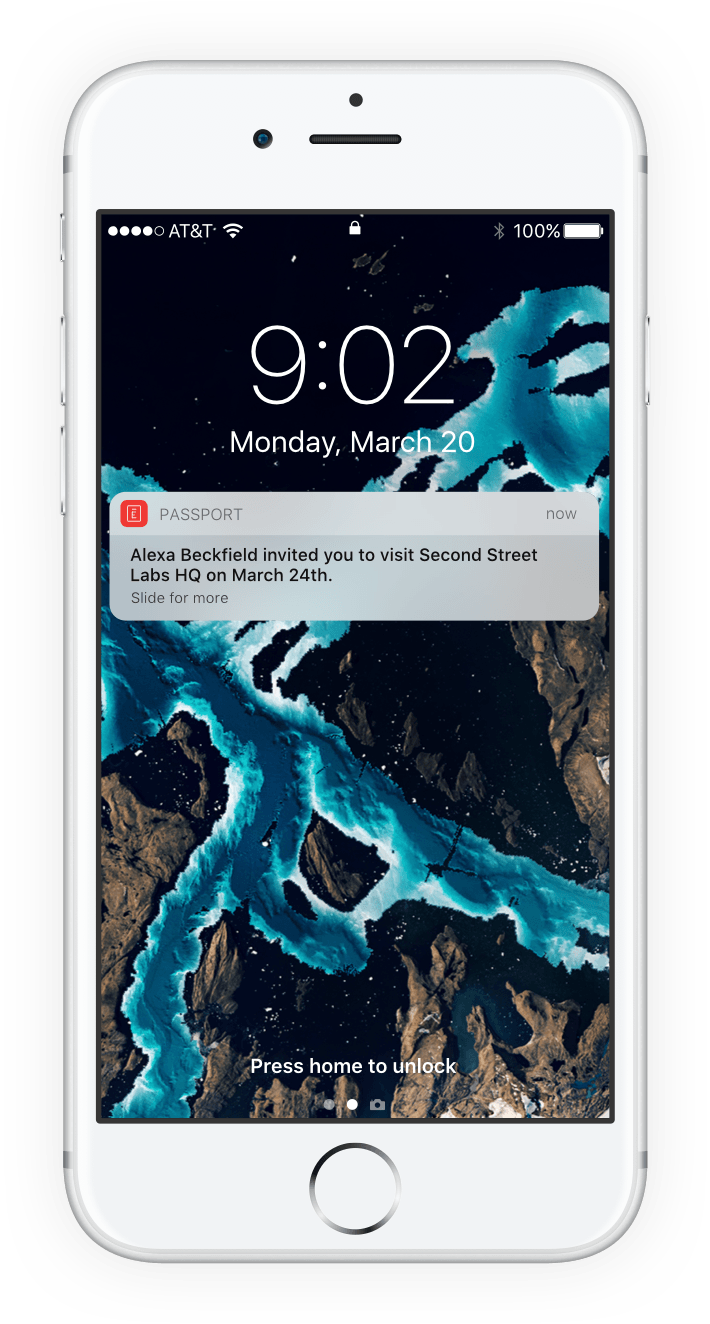 AT&T 100%
9:02
Monday, March 20
PASSPORT now
Alexa Beckfield invited you to visit Second Street
Labs HQ on March 24th.
Slide for more
Press home to unlock